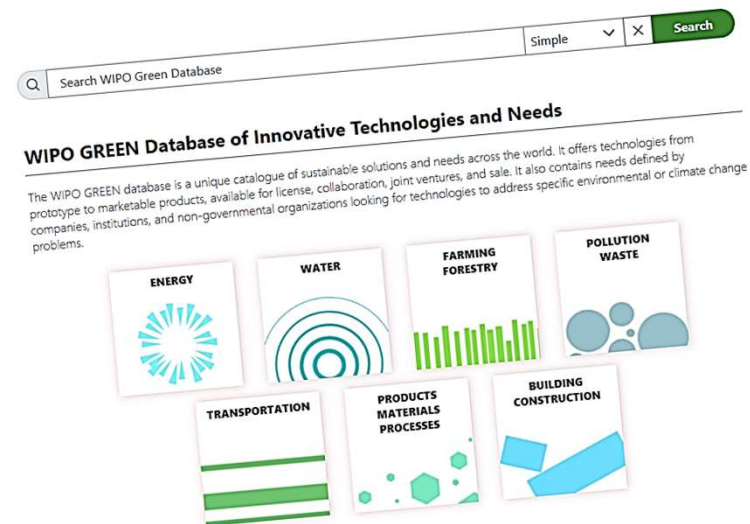 Search WIPO Green Database
Simple
Search
WIPO GREEN Database of Innovative Technologies and Needs
The WIPO GREEN database is a unique catalogue of sustainable solutions and needs across the world. It offers technologies from
prototype to marketable products, available for license, collaboration, joint ventures, and sale. It also contains needs defined by
companies, institutions, and non-governmental organizations looking for technologies to address specific environmental or climate change
problems.
ENERGY
WATER
FARMING
FORESTRY
POLLUTION
WASTE
TRANSPORTATION
PRODUCTS
MATERIALS
PROCESSES
BUILDING
CONSTRUCTION